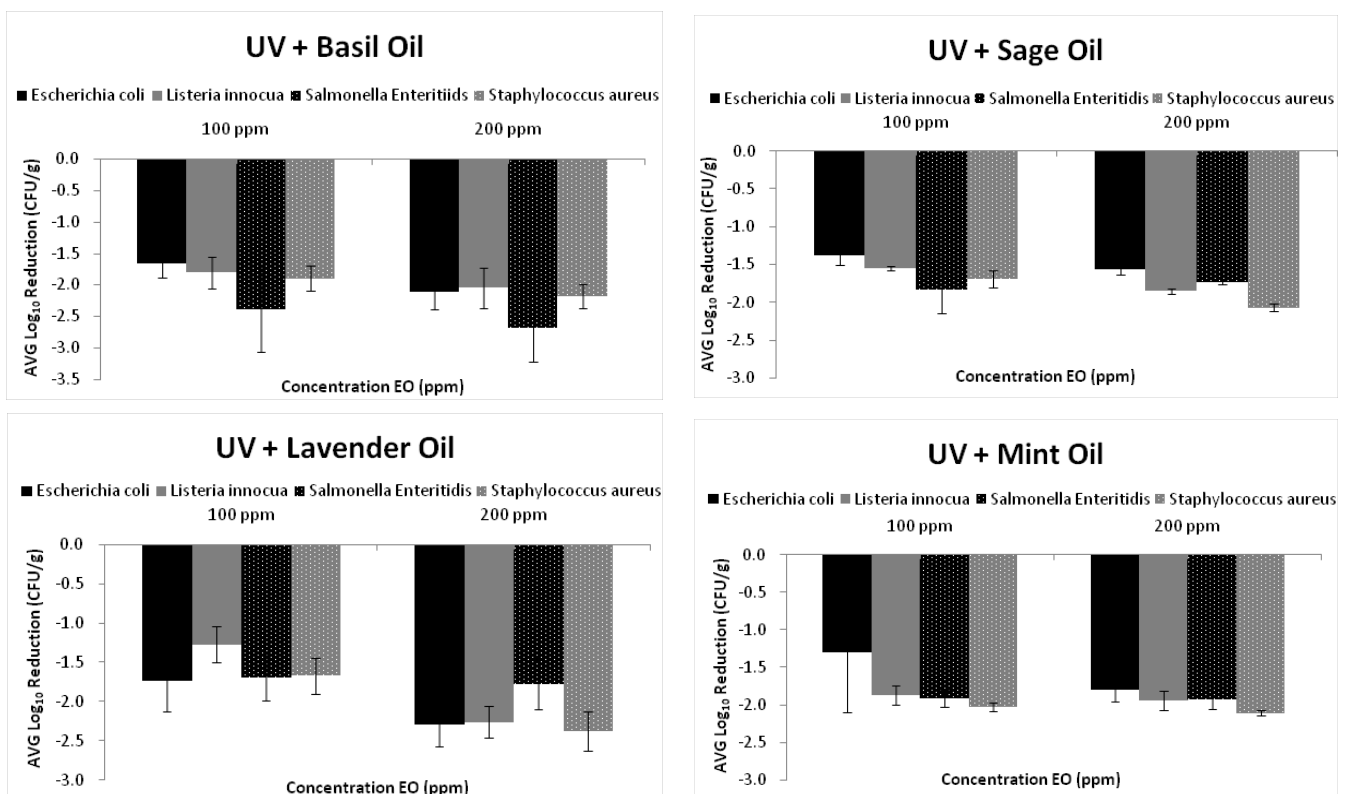 UV + Basil Oil
Escherichia coli Listeria innocua Salmonella Enteritiids Staphylococcus aureus
100 ppm 200 ppm
AVG Log10 Reduction (CFU/g)
0.0
-0.5
-1.0
-1.5
-2.0
-2.5
-3.0
-3.5
Concentration EO (ppm)
UV + Sage Oil
Escherichia coli Listeria innocua Salmonella Enteritidis Staphylococcus aureus
100 ppm 200 ppm
AVG Log10 Reduction (CFU/g)
0.0
-0.5
-1.0
-1.5
-2.0
-2.5
-3.0
Concentration EO (ppm)
UV + Lavender Oil
Escherichia coli Listeria innocua Salmonella Enteritidis Staphylococcus aureus
100 ppm 200 ppm
AVG Log10 Reduction (CFU/g)
0.0
-0.5
-1.0
-1.5
-2.0
-2.5
-3.0
Concentration EO (ppm)
UV + Mint Oil
Escherichia coli Listeria innocua Salmonella Enteritidis Staphylococcus aureus
100 ppm 200 ppm
AVG Log10 Reduction (CFU/g)
0.0
-0.5
-1.0
-1.5
-2.0
-2.5
-3.0
Concentration EO (ppm)